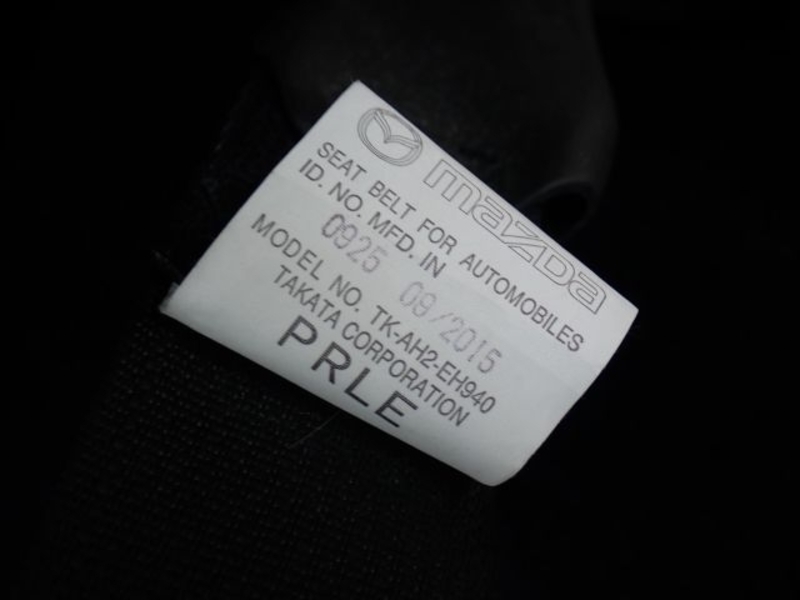 mazda
SEAT BELT FOR AUTOMOBILES
ID. NO. MFD. IN
0925 09/2015
MODEL NO. TK-AH2-EH940
TAKATA CORPORATION
PRLE